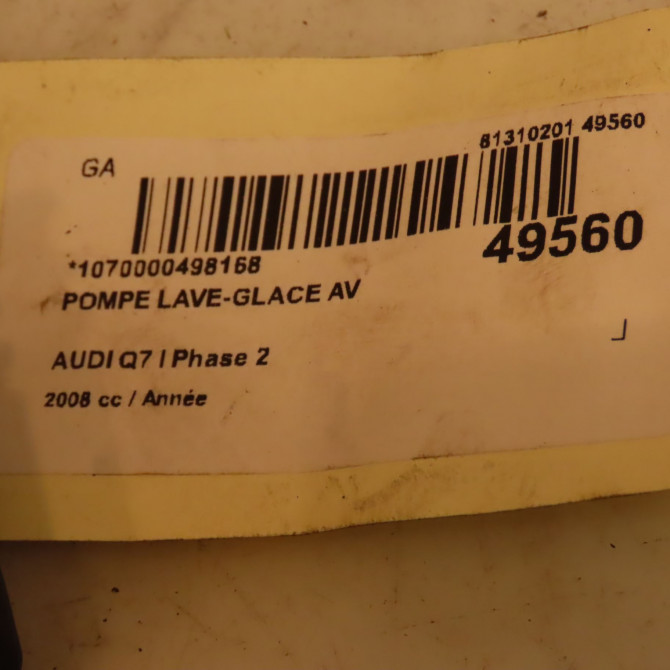 81310201 49560
GA
49560
*1070000498168
POMPE LAVE-GLACE AV
AUDI Q7 I Phase 2
2008 cc / Année